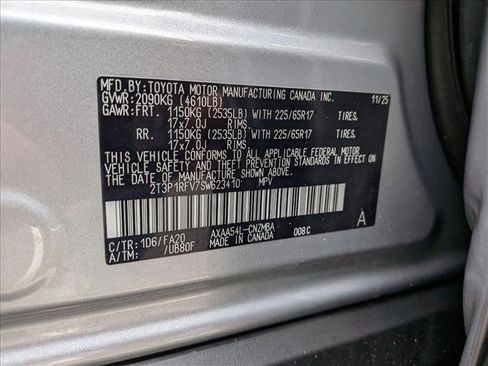 MFD.BY:TOYOTA MOTOR MANUFACTURING CANADA INC. 11/25
GVWR:2090KG (4610LB)
GAWR:FRT. 1150KG (2535LB) WITH 225/65R17 TIRES.
17x7.0J RIMS.
RR. 1150KG (2535LB) WITH 225/65R17 TIRES.
17x7.0J RIMS.
THIS VEHICLE CONFORMS TO ALL APPLICABLE FEDERAL MOTOR
VEHICLE SAFETY AND THEFT PREVENTION STANDARDS IN EFFECT ON
THE DATE OF MANUFACTURE SHOWN ABOVE.
2T3P1RFV7SW623410 MPV
A
C/TR:1D6/FA20 AXAA54L-CNZMBA 008C
A/TM: /UB80F MADE IN CANADA